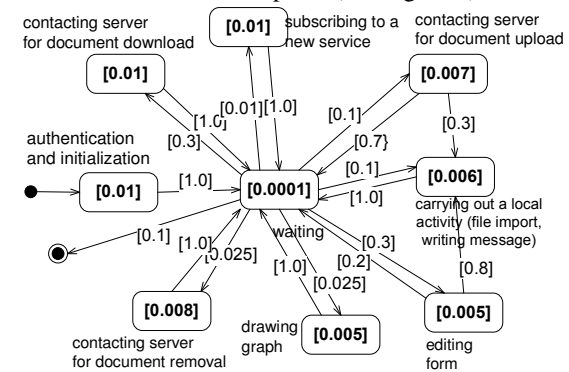 contacting server
for document download
[0.01]
[0.01]
subscribing to a
new service
contacting server
for document upload
[0.007]
[1.0]
[0.3]
[0.01]
[1.0]
[0.1]
[0.7}
[0.3]
authentication
and initialization
[0.01]
[1.0]
[0.0001]
waiting
[0.1]
[1.0]
[0.006]
carrying out a local
activity (file import,
writing message)
[0.1]
[1.0]
[0.025]
[1.0]
[0.025]
[0.3]
[0.2]
[0.8]
[0.008]
contacting server
for document removal
drawing
graph
[0.005]
[0.005]
editing
form